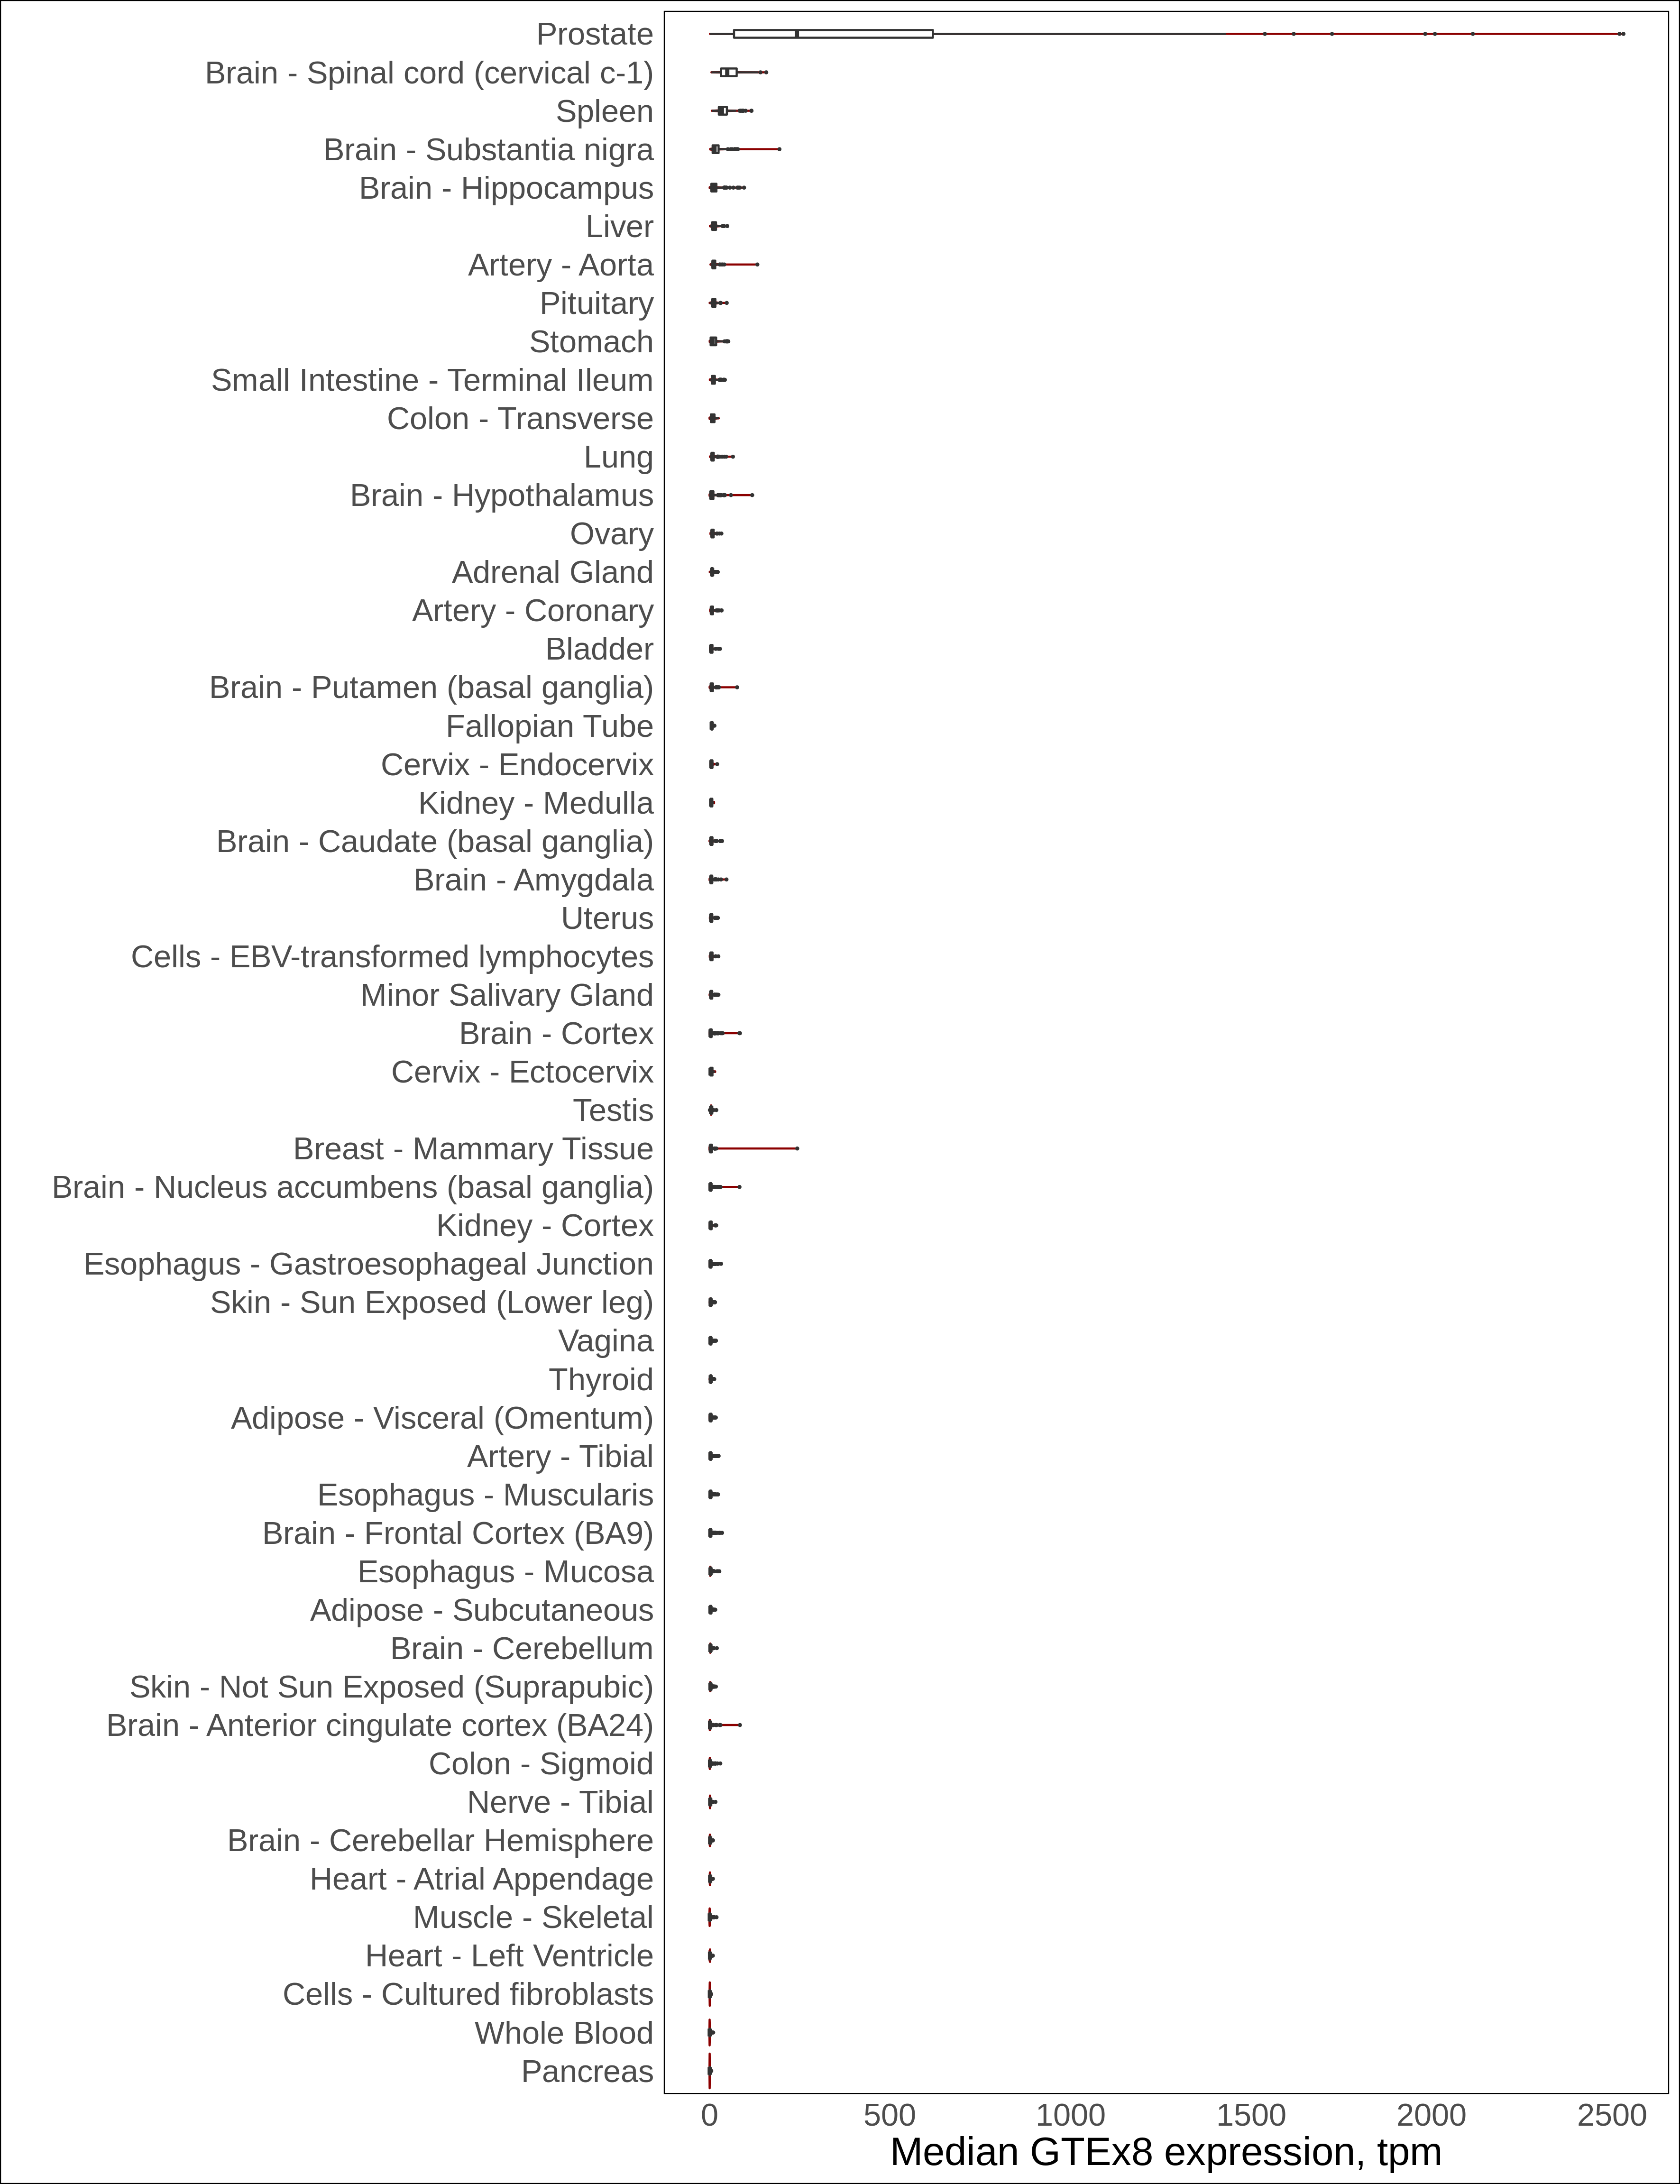 Prostate
Brain - Spinal cord (cervical c-1)
Spleen
Brain - Substantia nigra
Brain - Hippocampus
Liver
Artery - Aorta
Pituitary
Stomach
Small Intestine - Terminal Ileum
Colon - Transverse
Lung
Brain - Hypothalamus
Ovary
Adrenal Gland
Artery - Coronary
Bladder
Brain - Putamen (basal ganglia)
Fallopian Tube
Cervix - Endocervix
Kidney - Medulla
Brain - Caudate (basal ganglia)
Brain - Amygdala
Uterus
Cells - EBV-transformed lymphocytes
Minor Salivary Gland
Brain - Cortex
Cervix - Ectocervix
Testis
Breast - Mammary Tissue
Brain - Nucleus accumbens (basal ganglia)
Kidney - Cortex
Esophagus - Gastroesophageal Junction
Skin - Sun Exposed (Lower leg)
Vagina
Thyroid
Adipose - Visceral (Omentum)
Artery - Tibial
Esophagus - Muscularis
Brain - Frontal Cortex (BA9)
Esophagus - Mucosa
Adipose - Subcutaneous
Brain - Cerebellum
Skin - Not Sun Exposed (Suprapubic)
Brain - Anterior cingulate cortex (BA24)
Colon - Sigmoid
Nerve - Tibial
Brain - Cerebellar Hemisphere
Heart - Atrial Appendage
Muscle - Skeletal
Heart - Left Ventricle
Cells - Cultured fibroblasts
Whole Blood
Pancreas
0 500 1000 1500 2000 2500
Median GTEx8 expression, tpm